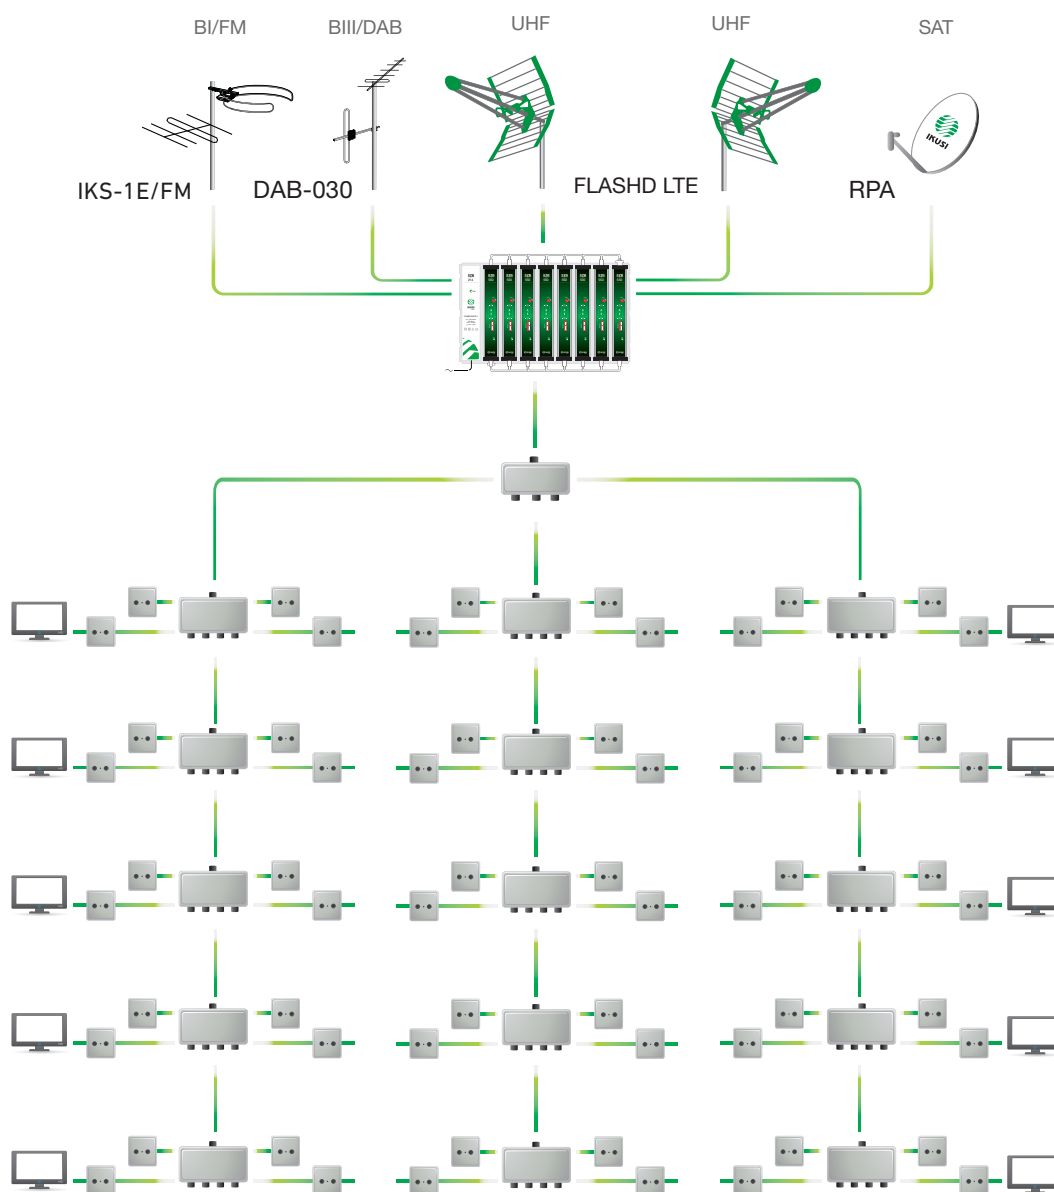 BI/FM
BIII/DAB
UHF
UHF
SAT
IKUSI
IKS-1E/FM
DAB-030
FLASHD LTE
RPA